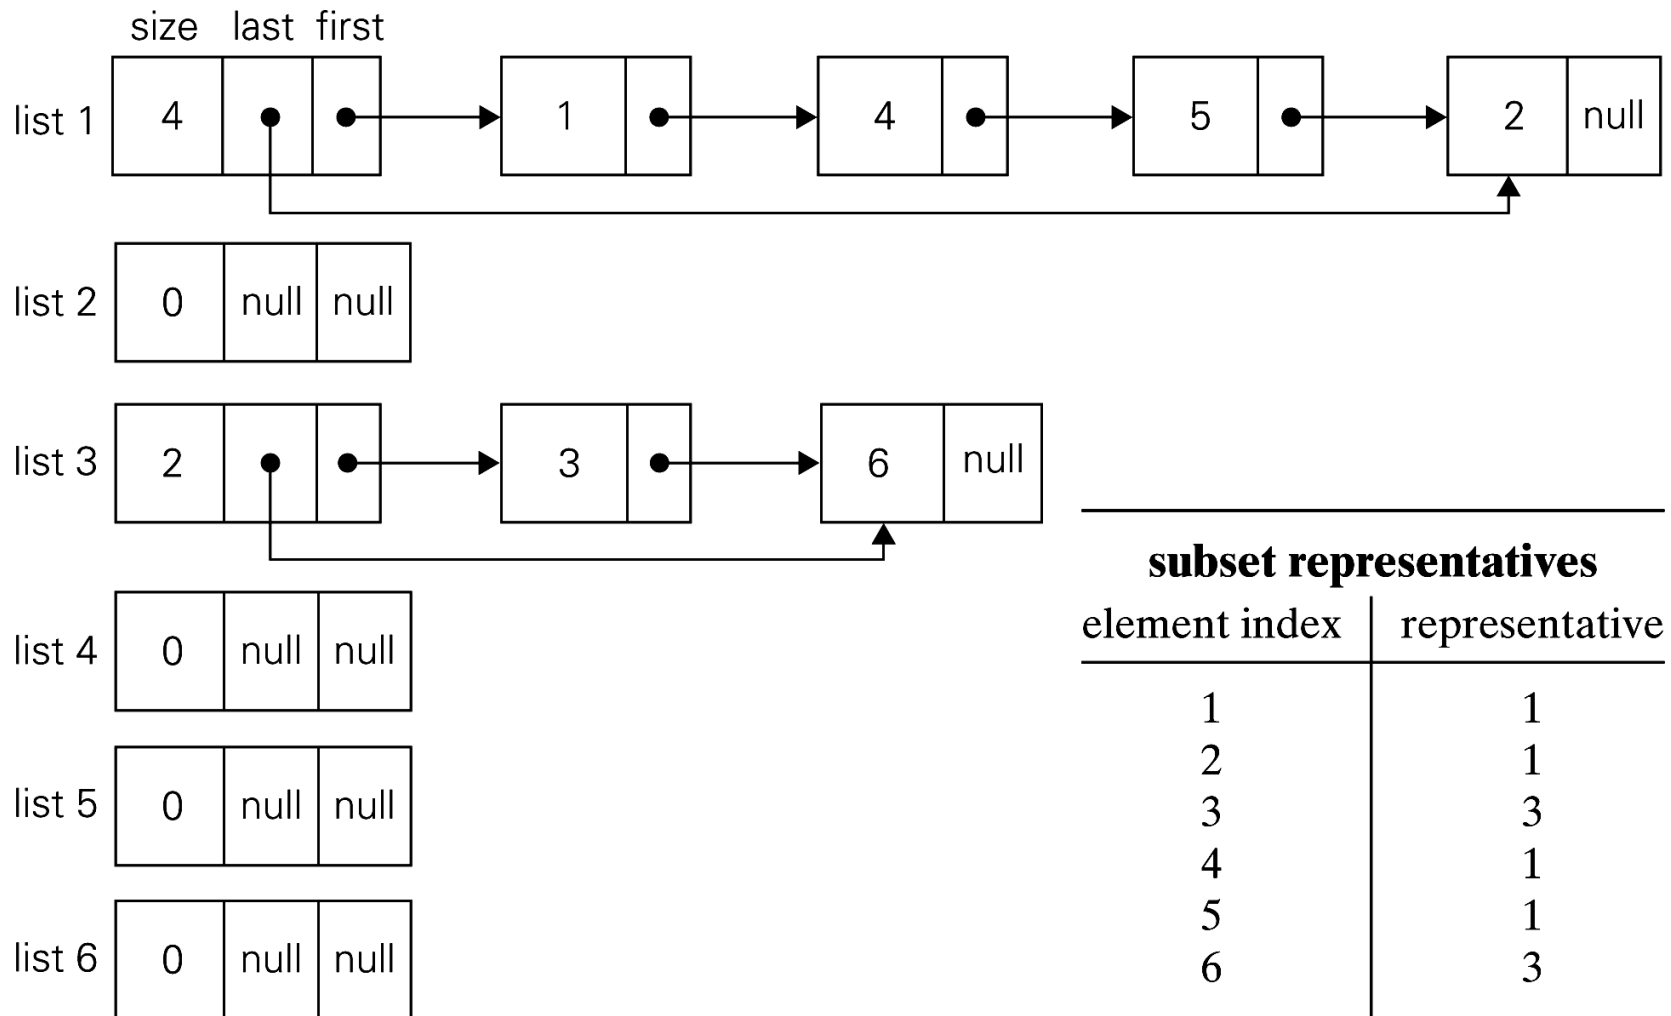 size last first
list 1 4 1 4 5 2 null
list 2 0 null null
list 3 2 3 6 null
list 4 0 null null
list 5 0 null null
list 6 0 null null
subset representatives
element index representative
1 1
2 1
3 3
4 1
5 1
6 3